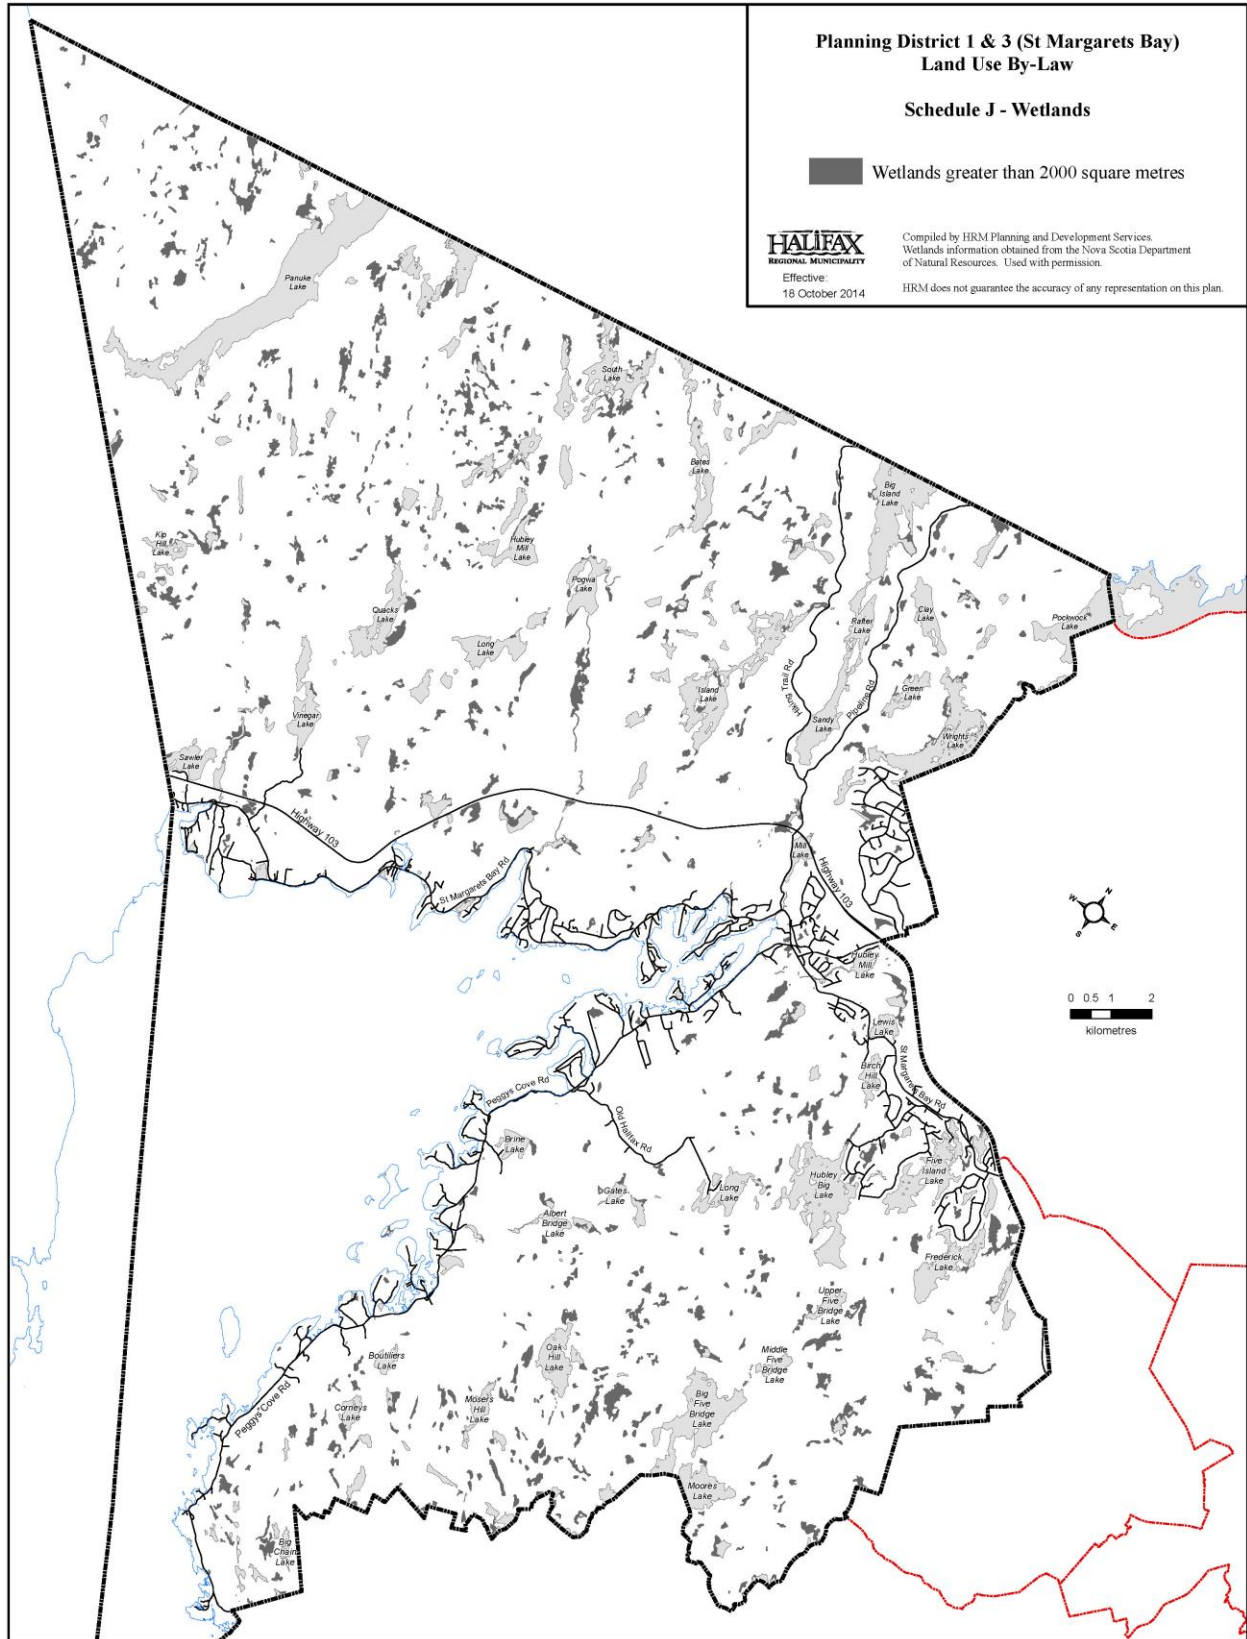 Planning District 1 & 3 (St Margarets Bay)
Land Use By-Law
Schedule J - Wetlands
Wetlands greater than 2000 square metres
HALIFAX
REGIONAL MUNICIPALITY
Effective:
18 October 2014
Compiled by HRM Planning and Development Services.
Wetlands information obtained from the Nova Scotia Department
of Natural Resources. Used with permission.
HRM does not guarantee the accuracy of any representation on this plan.
Panuke
Lake
South
Lake
Bates
Lake
Big
Island
Lake
Kip
Hill
Lake
Hubley
Mill
Lake
Pogwa
Lake
Quacks
Lake
Long
Lake
Rafter
Lake
Clay
Lake
Pockwock
Lake
Island
Lake
Hiking Trail Rd
Pipeline Rd
Green
Lake
Vinegar
Lake
Sandy
Lake
Wrights
Lake
Sawler
Lake
Highway 103
Mill
Lake
Highway 103
St Margarets Bay Rd
N
W
E
S
Hubley
Mill
Lake
0 0.5 1 2
kilometres
Lewis
Lake
St Margarets Bay Rd
Birch
Hill
Lake
Peggys Cove Rd
Old Halifax Rd
Brine
Lake
Five
Island
Lake
Hubley
Big
Lake
Gates
Lake
Long
Lake
Albert
Bridge
Lake
Frederick
Lake
Upper
Five
Bridge
Lake
Boutiliers
Lake
Oak
Hill
Lake
Middle
Five
Bridge
Lake
Peggys Cove Rd
Corneys
Lake
Mosers
Hill
Lake
Big
Five
Bridge
Lake
Moores
Lake
Big
Chain
Lake